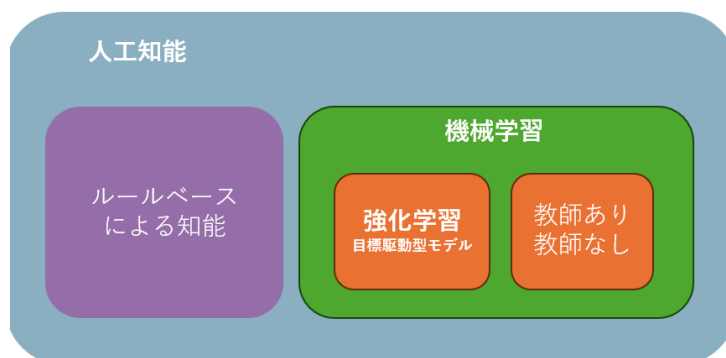 人工知能
ルールベース
による知能
機械学習
強化学習
目標駆動型モデル
教師あり
教師なし